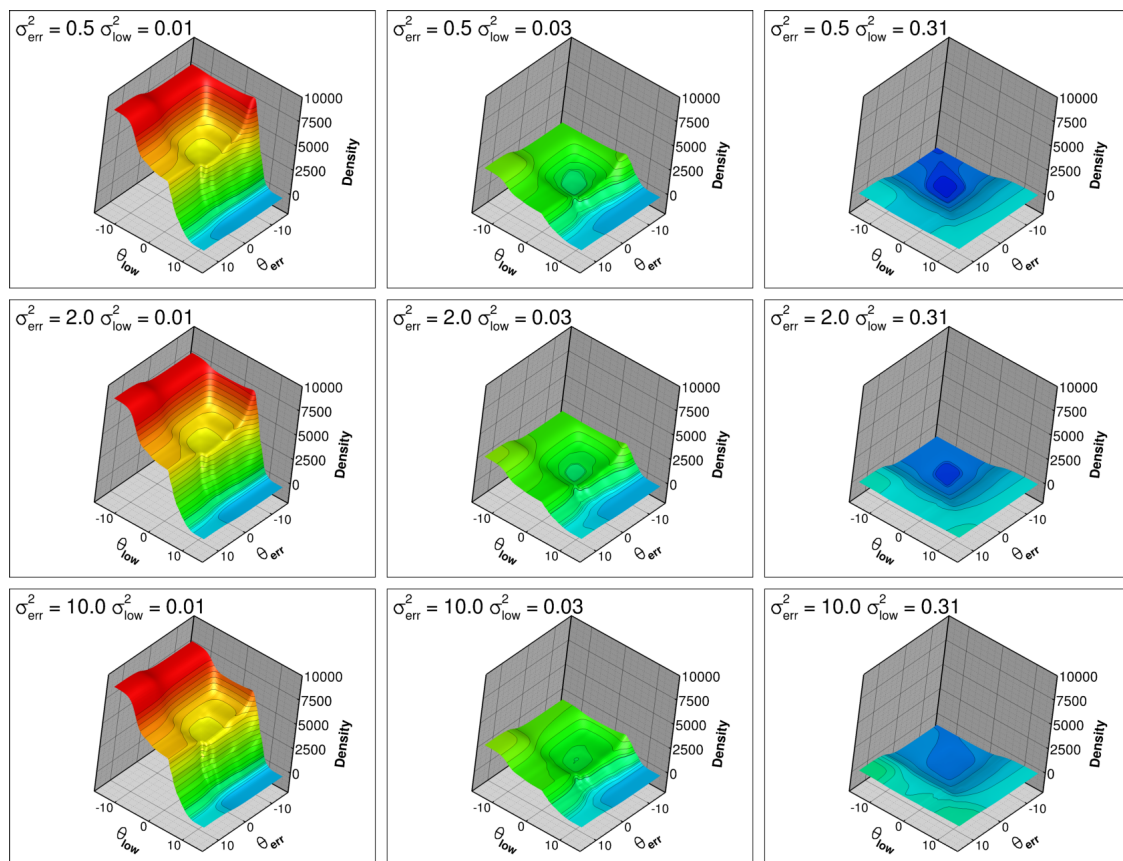 σ²err = 0.5 σ²low = 0.01
10000
7500
5000
2500
0
Density
-10
0
10
θlow
10
0
-10
θerr
σ²err = 0.5 σ²low = 0.03
10000
7500
5000
2500
0
Density
-10
0
10
θlow
10
0
-10
θerr
σ²err = 0.5 σ²low = 0.31
10000
7500
5000
2500
0
Density
-10
0
10
θlow
10
0
-10
θerr
σ²err = 2.0 σ²low = 0.01
10000
7500
5000
2500
0
Density
-10
0
10
θlow
10
0
-10
θerr
σ²err = 2.0 σ²low = 0.03
10000
7500
5000
2500
0
Density
-10
0
10
θlow
10
0
-10
θerr
σ²err = 2.0 σ²low = 0.31
10000
7500
5000
2500
0
Density
-10
0
10
θlow
10
0
-10
θerr
σ²err = 10.0 σ²low = 0.01
10000
7500
5000
2500
0
Density
-10
0
10
θlow
10
0
-10
θerr
σ²err = 10.0 σ²low = 0.03
10000
7500
5000
2500
0
Density
-10
0
10
θlow
10
0
-10
θerr
σ²err = 10.0 σ²low = 0.31
10000
7500
5000
2500
0
Density
-10
0
10
θlow
10
0
-10
θerr